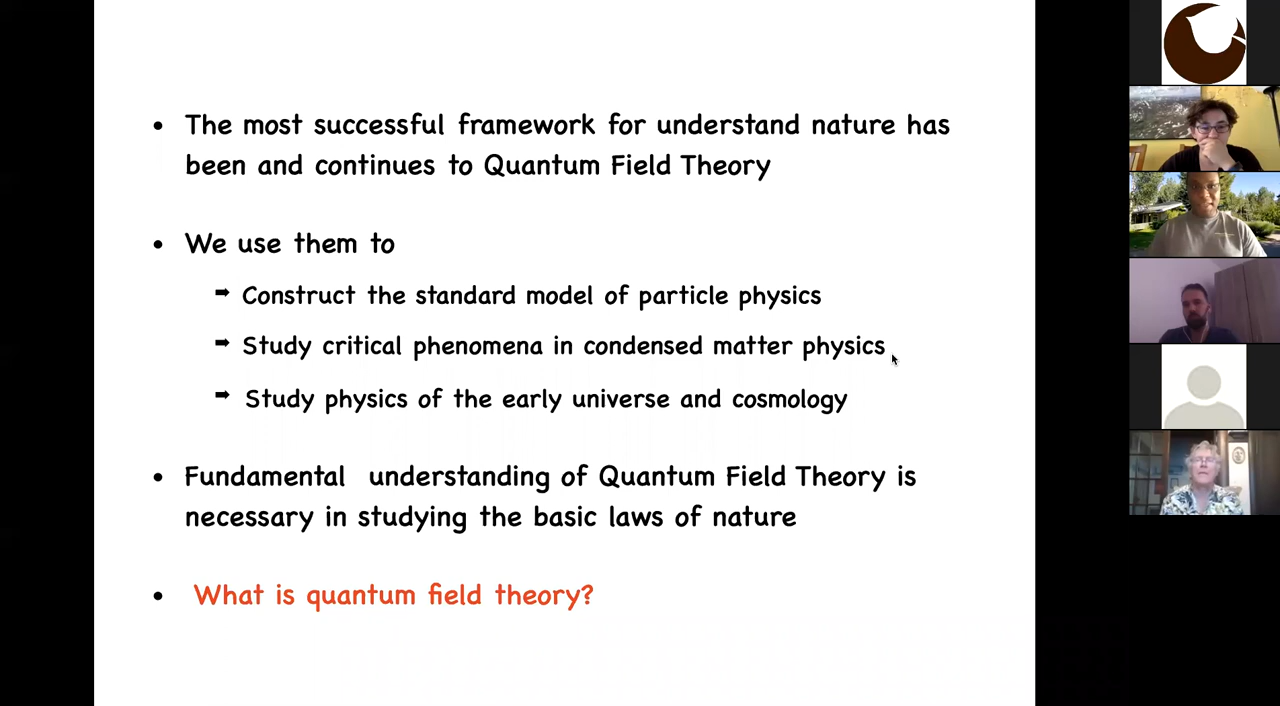 • The most successful framework for understand nature has
been and continues to Quantum Field Theory
• We use them to
➡ Construct the standard model of particle physics
➡ Study critical phenomena in condensed matter physics
➡ Study physics of the early universe and cosmology
• Fundamental understanding of Quantum Field Theory is
necessary in studying the basic laws of nature
• What is quantum field theory?